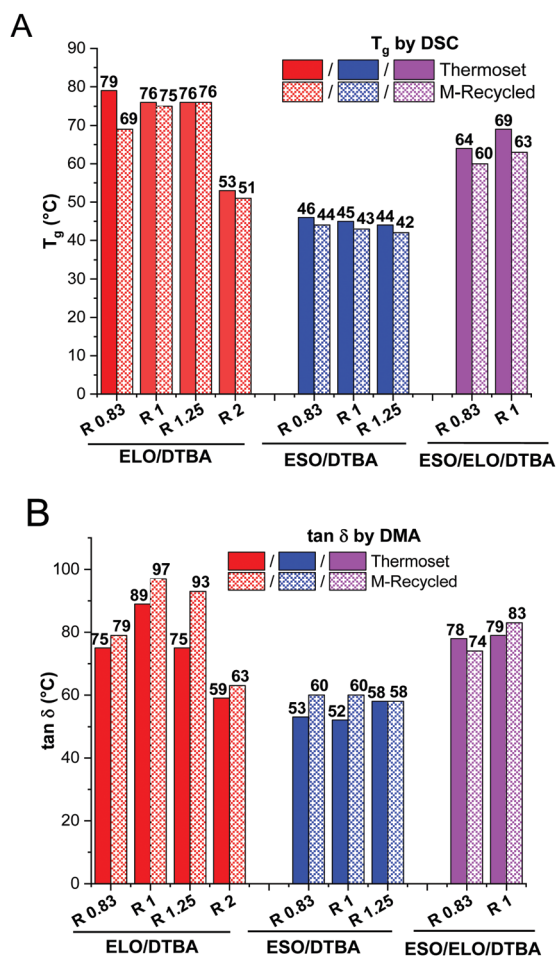 A
T_g by DSC
/ / Thermoset
/ / M-Recycled
T_g (°C)
90
80
70
60
50
40
30
20
10
0
79 69 76 75 76 76 53 51
46 44 45 43 44 42
64 60 69 63
R 0.83 R 1 R 1.25 R 2
R 0.83 R 1 R 1.25
R 0.83 R 1
ELO/DTBA ESO/DTBA ESO/ELO/DTBA
B
tan δ by DMA
/ / Thermoset
/ / M-Recycled
tan δ (°C)
100
80
60
40
20
0
75 79 89 97 75 93 59 63
53 60 52 60 58 58
78 74 79 83
R 0.83 R 1 R 1.25 R 2
R 0.83 R 1 R 1.25
R 0.83 R 1
ELO/DTBA ESO/DTBA ESO/ELO/DTBA